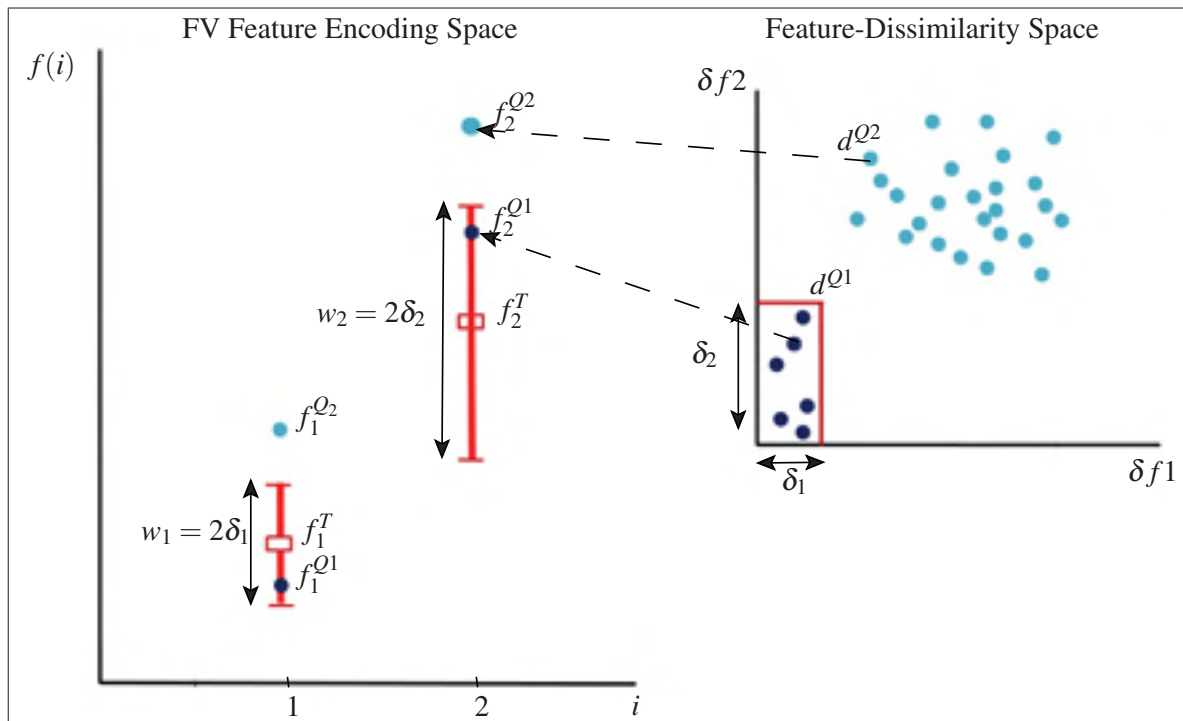 FV Feature Encoding Space
f(i)
f_2^{Q2}
f_2^{Q1}
w_2 = 2δ_2
f_2^T
f_1^{Q_2}
w_1 = 2δ_1
f_1^T
f_1^{Q1}
1
2
i
Feature-Dissimilarity Space
δf2
d^{Q2}
d^{Q1}
δ_2
δ_1
δf1